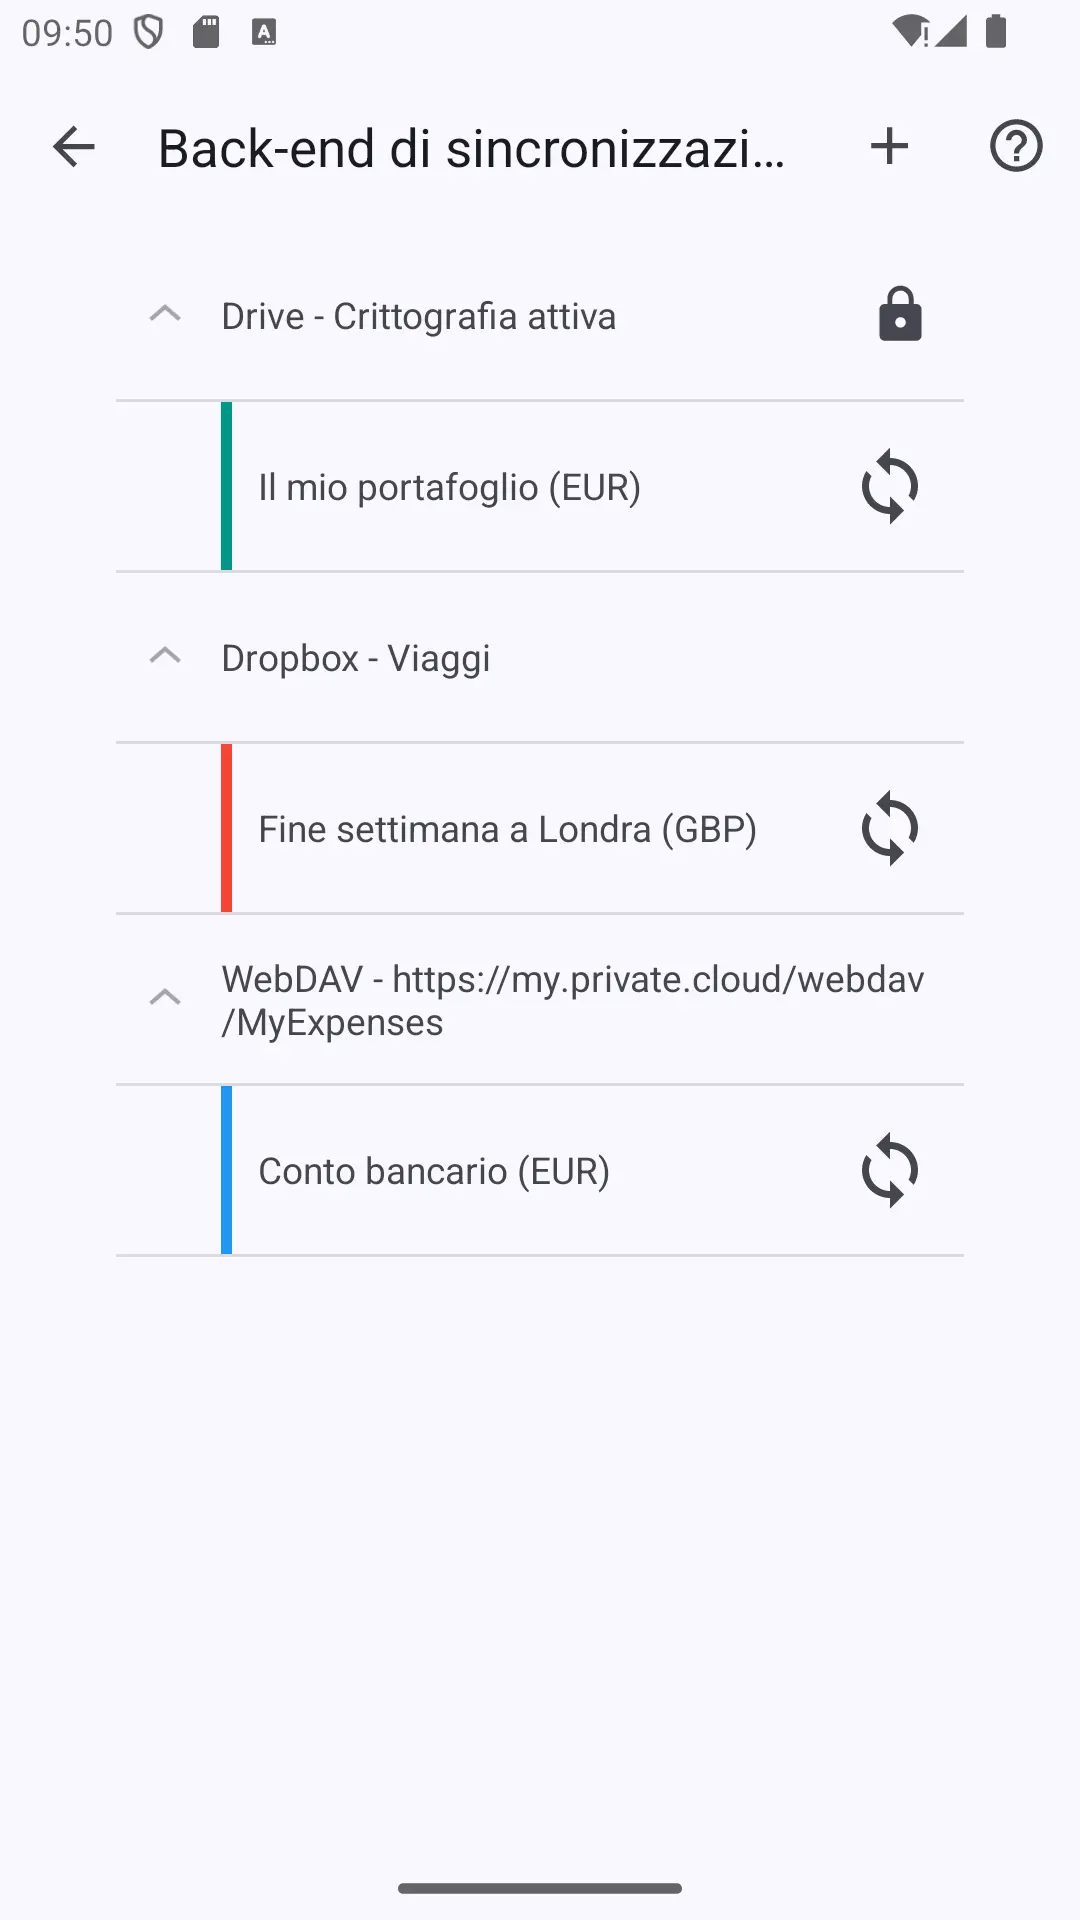 09:50
Back-end di sincronizzazi...
Drive - Crittografia attiva
Il mio portafoglio (EUR)
Dropbox - Viaggi
Fine settimana a Londra (GBP)
WebDAV - https://my.private.cloud/webdav
/MyExpenses
Conto bancario (EUR)